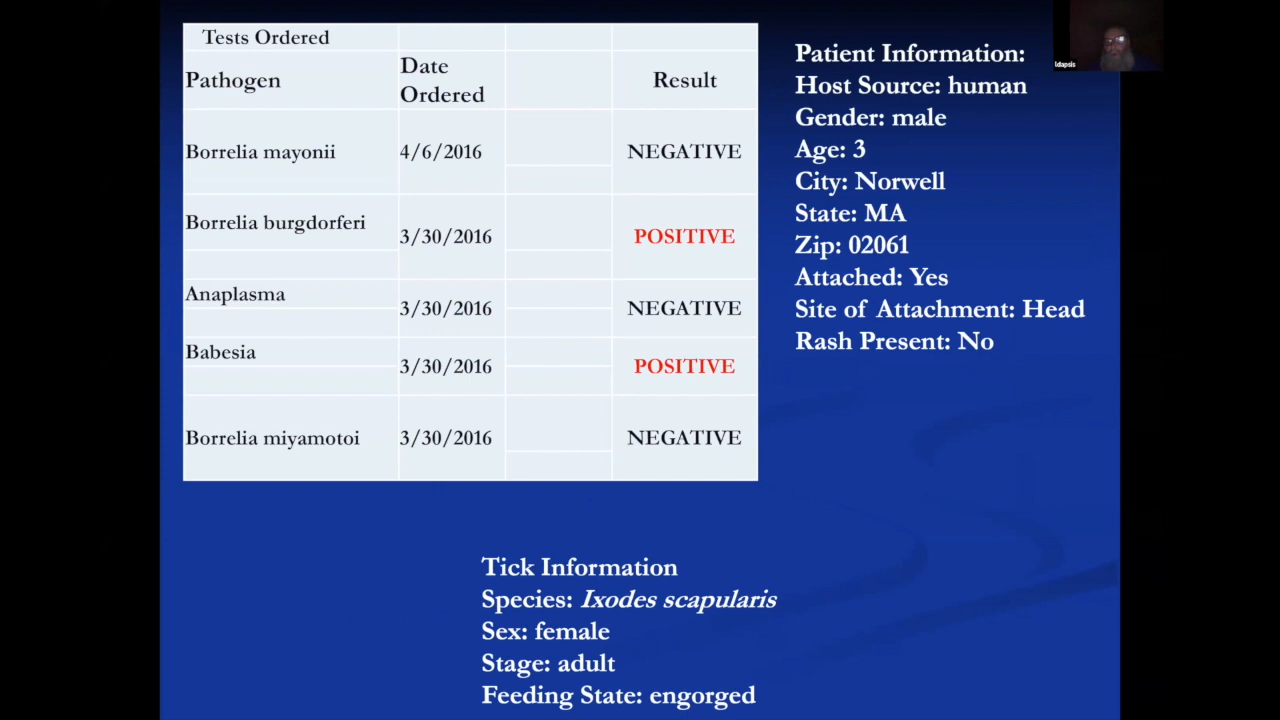 Tests Ordered
Pathogen
Date
Ordered
Result
Borrelia mayonii 4/6/2016 NEGATIVE
Borrelia burgdorferi 3/30/2016 POSITIVE
Anaplasma 3/30/2016 NEGATIVE
Babesia 3/30/2016 POSITIVE
Borrelia miyamotoi 3/30/2016 NEGATIVE
Patient Information:
Host Source: human
Gender: male
Age: 3
City: Norwell
State: MA
Zip: 02061
Attached: Yes
Site of Attachment: Head
Rash Present: No
Tick Information
Species: Ixodes scapularis
Sex: female
Stage: adult
Feeding State: engorged